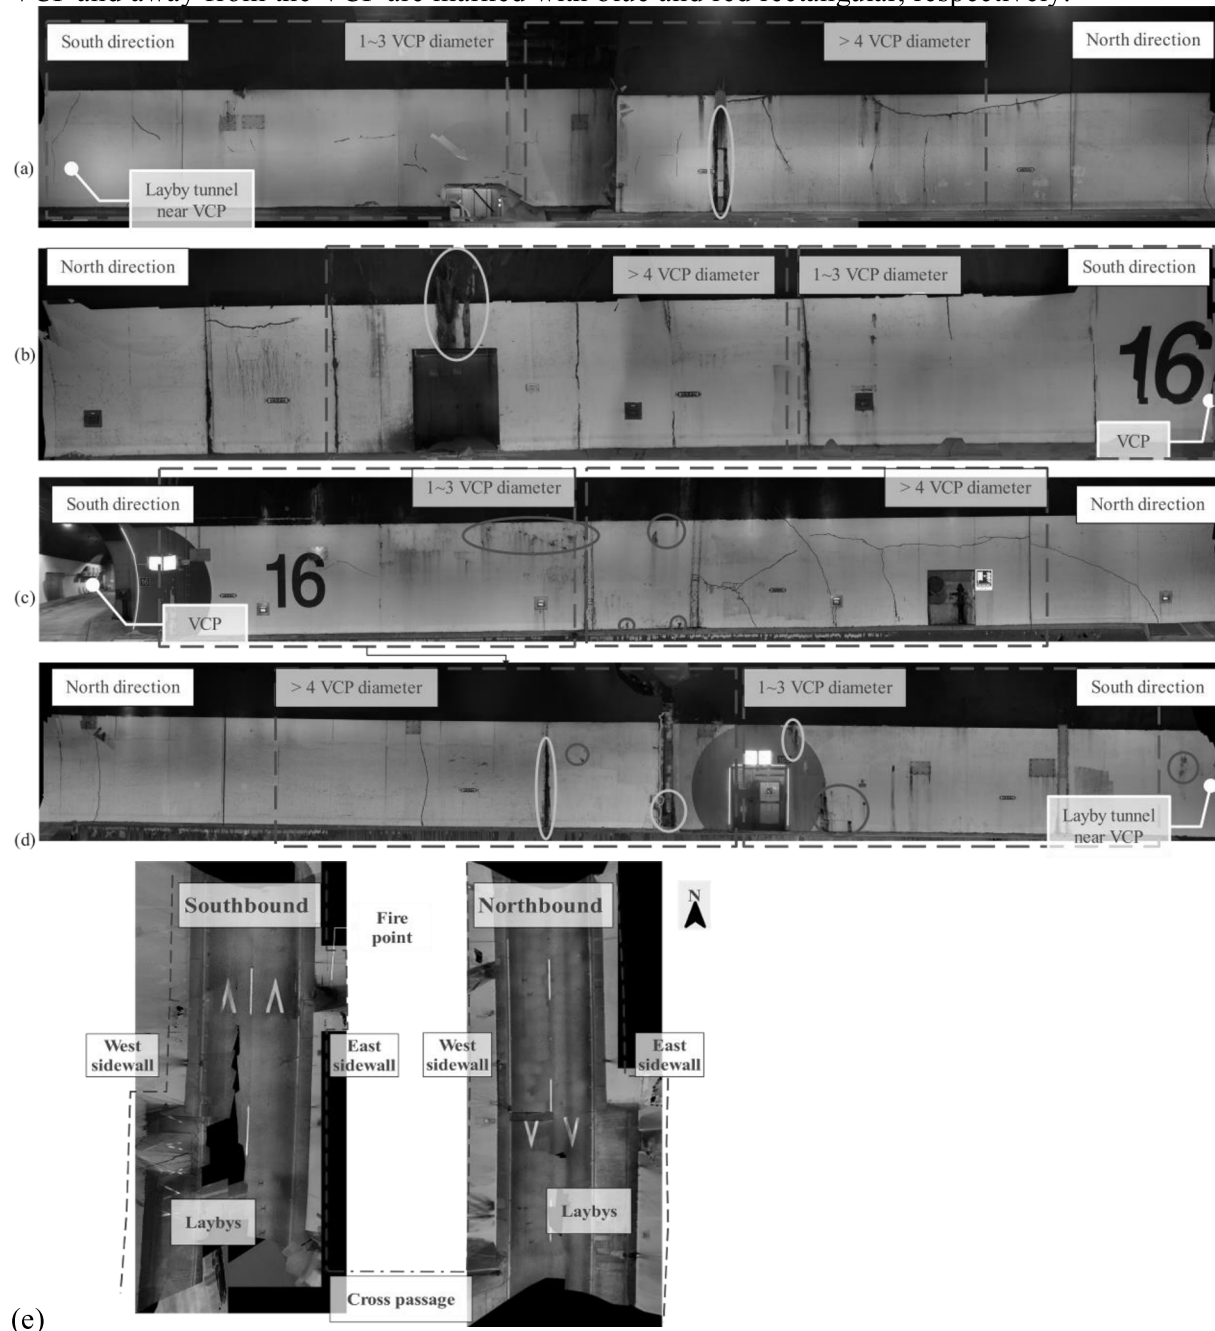 VCP and away from the VCP are marked with blue and red rectangular, respectively.
South direction
1~3 VCP diameter
> 4 VCP diameter
North direction
(a)
Layby tunnel
near VCP
North direction
> 4 VCP diameter
1~3 VCP diameter
South direction
16
(b)
VCP
South direction
1~3 VCP diameter
> 4 VCP diameter
North direction
16
(c)
VCP
North direction
> 4 VCP diameter
1~3 VCP diameter
South direction
(d)
Layby tunnel
near VCP
Southbound
Fire
point
Northbound
N
West
sidewall
East
sidewall
West
sidewall
East
sidewall
Laybys
Laybys
Cross passage
(e)